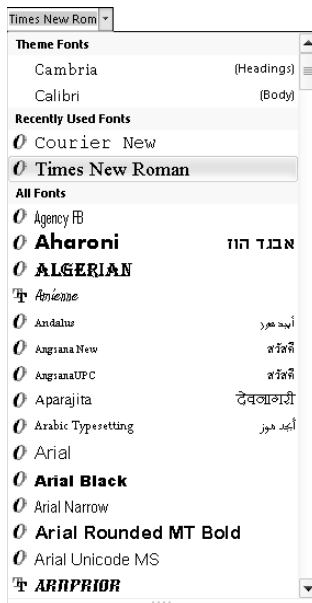 Times New Rom
Theme Fonts
Cambria (Headings)
Calibri (Body)
Recently Used Fonts
Courier New
Times New Roman
All Fonts
Agency FB
Aharoni אבגד הוז
ALGERIAN
Amienne
Andalus أبجد هوز
Angsana New สวัสดี
AngsanaUPC สวัสดี
Aparajita देवनागरी
Arabic Typesetting أبجد هوز
Arial
Arial Black
Arial Narrow
Arial Rounded MT Bold
Arial Unicode MS
ARNPRIOR